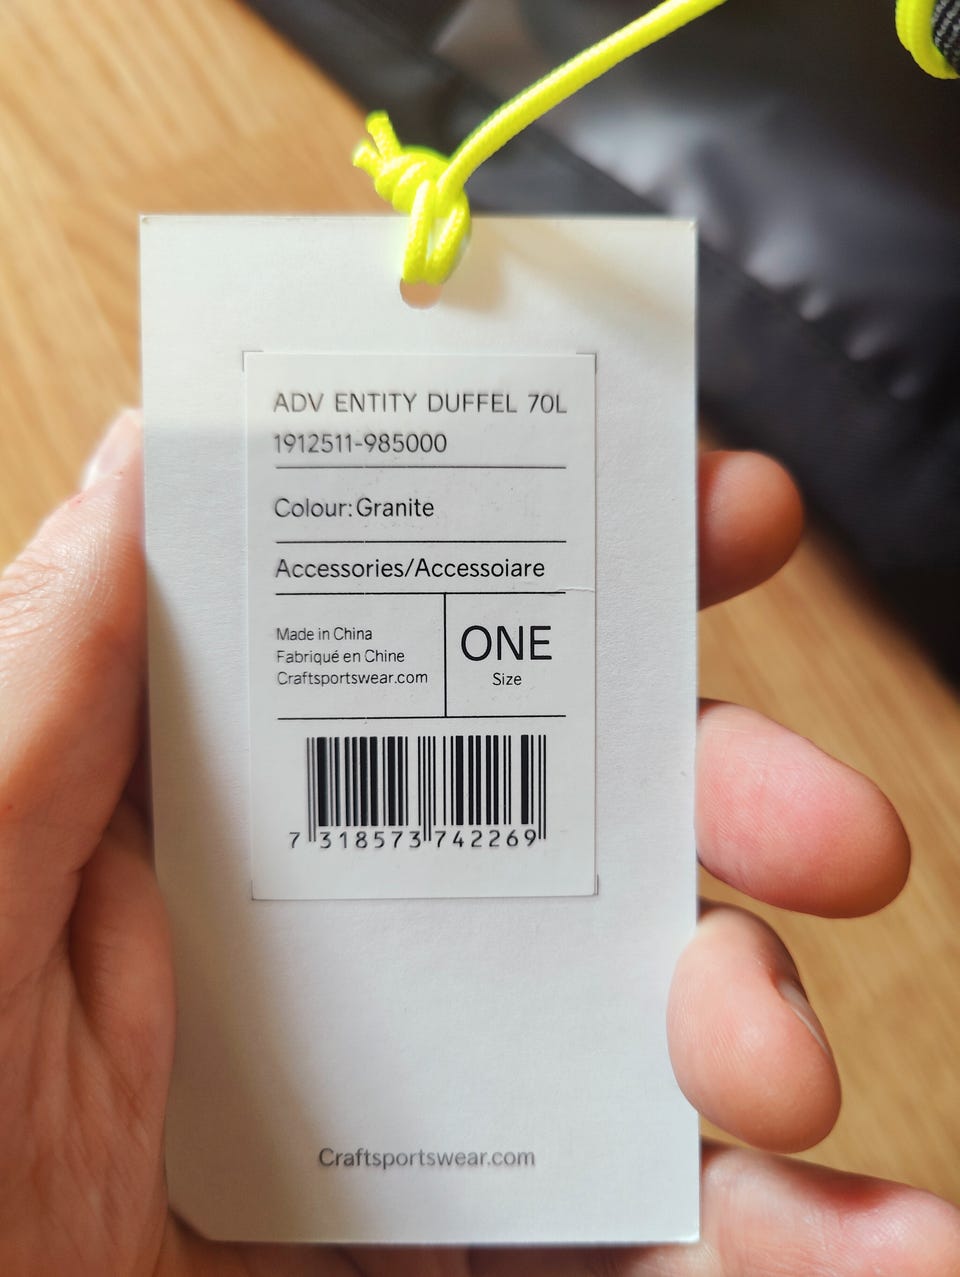 ADV ENTITY DUFFEL 70L
1912511-985000
Colour: Granite
Accessories/Accessoiare
Made in China
Fabriqué en Chine
Craftsportswear.com
ONE
Size
7 318573 742269
Craftsportswear.com